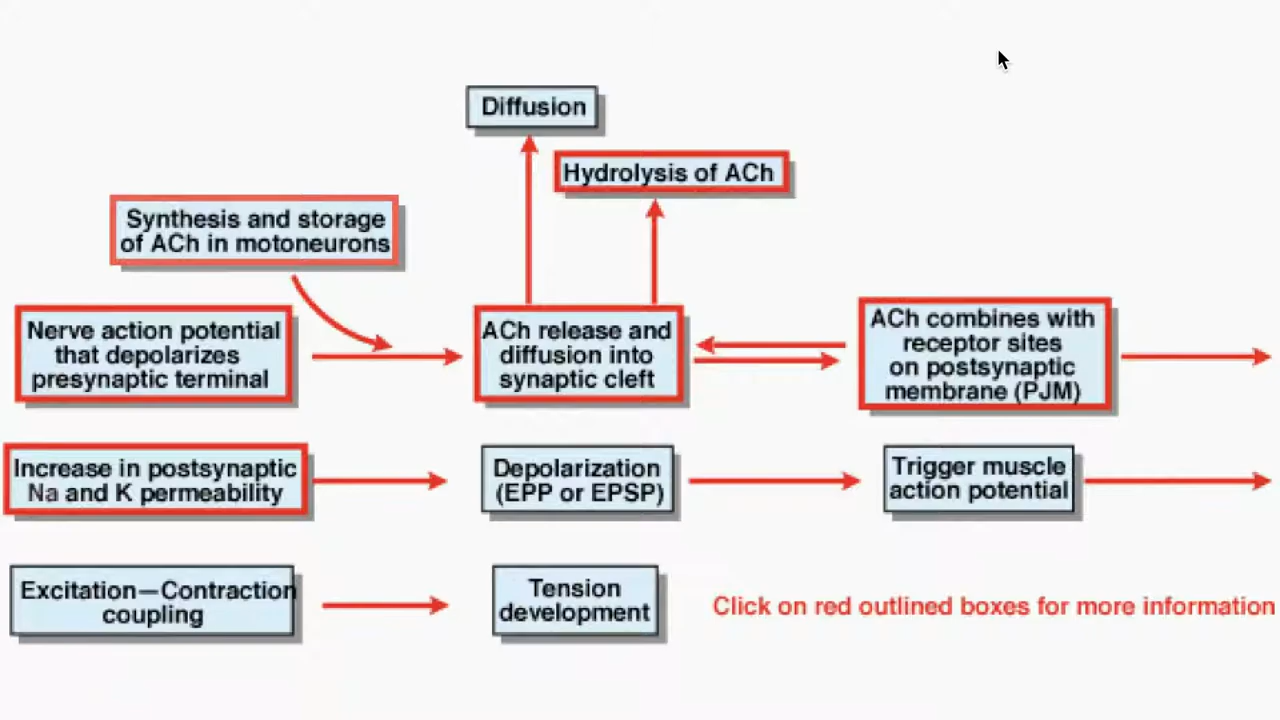 Diffusion
Hydrolysis of ACh
Synthesis and storage
of ACh in motoneurons
Nerve action potential
that depolarizes
presynaptic terminal
ACh release and
diffusion into
synaptic cleft
ACh combines with
receptor sites
on postsynaptic
membrane (PJM)
Increase in postsynaptic
Na and K permeability
Depolarization
(EPP or EPSP)
Trigger muscle
action potential
Excitation—Contraction
coupling
Tension
development
Click on red outlined boxes for more information